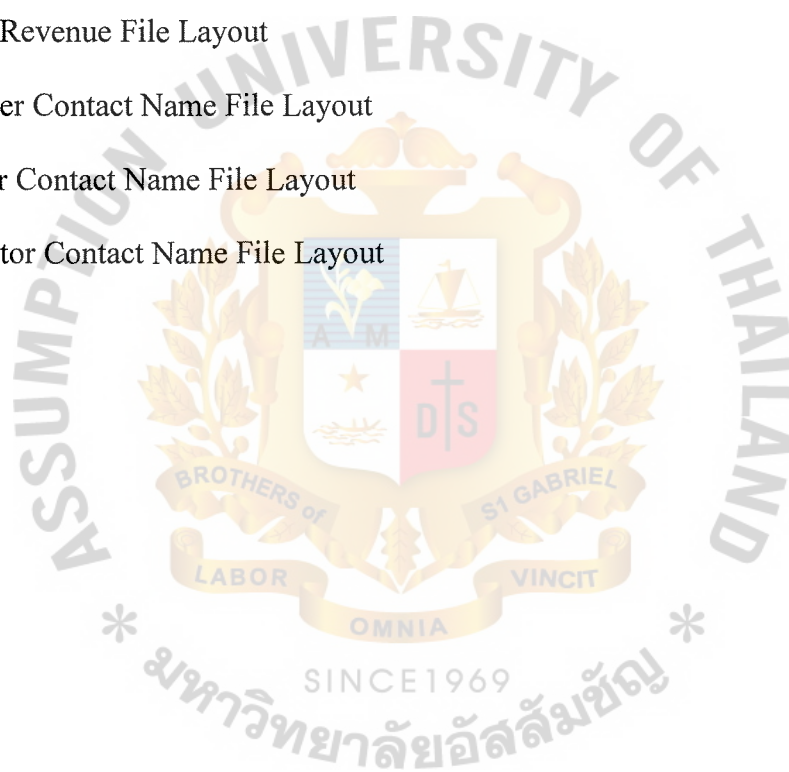 Revenue File Layout
er Contact Name File Layout
r Contact Name File Layout
tor Contact Name File Layout
ASSUMPTION UNIVERSITY OF THAILAND
A M
D S
BROTHERS of
S1 GABRIEL
LABOR
VINCIT
OMNIA
SINCE1969
* มหาวิทยาลัยอัสสัมชัญ *